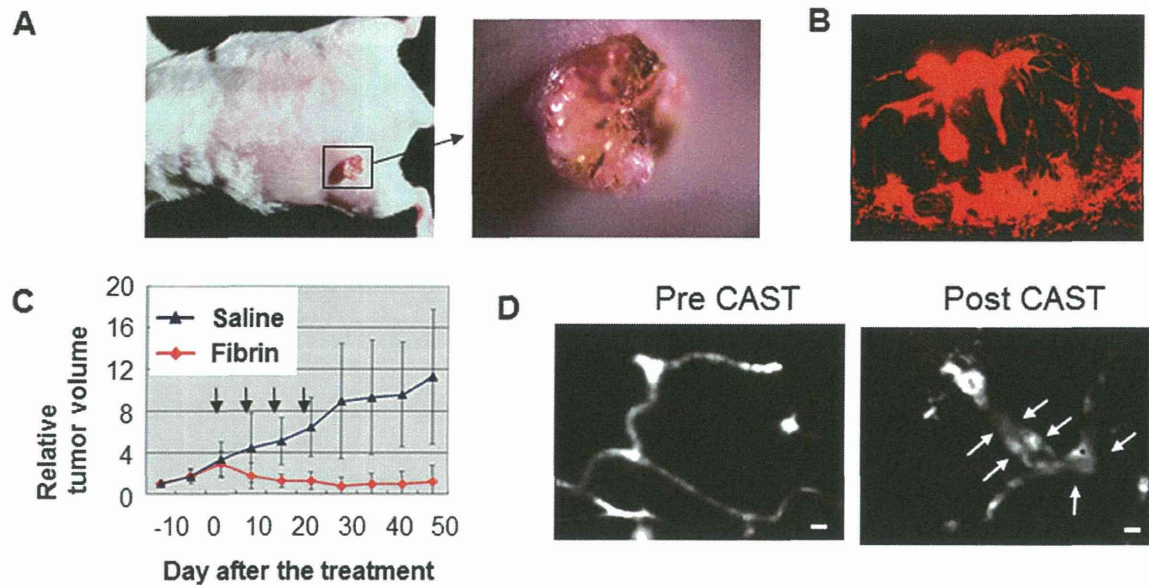 A
B
C
20
16
12
8
4
0
Saline
Fibrin
Relative
tumor volume
-10 0 10 20 30 40 50
Day after the treatment
D
Pre CAST
Post CAST